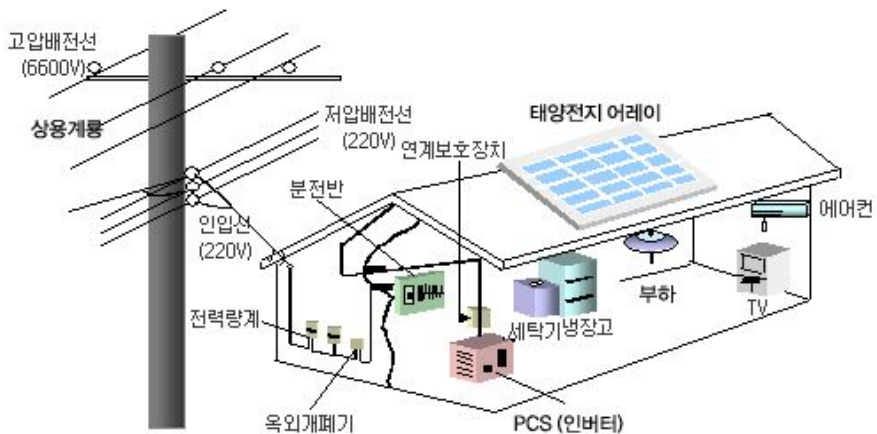 고압배전선
(6600V)
상용계통
저압배전선
(220V)
인입선
(220V)
분전반
연계보호장치
태양전지 어레이
에어컨
부하
TV
세탁기
냉장고
전력량계
옥외개폐기
PCS (인버터)